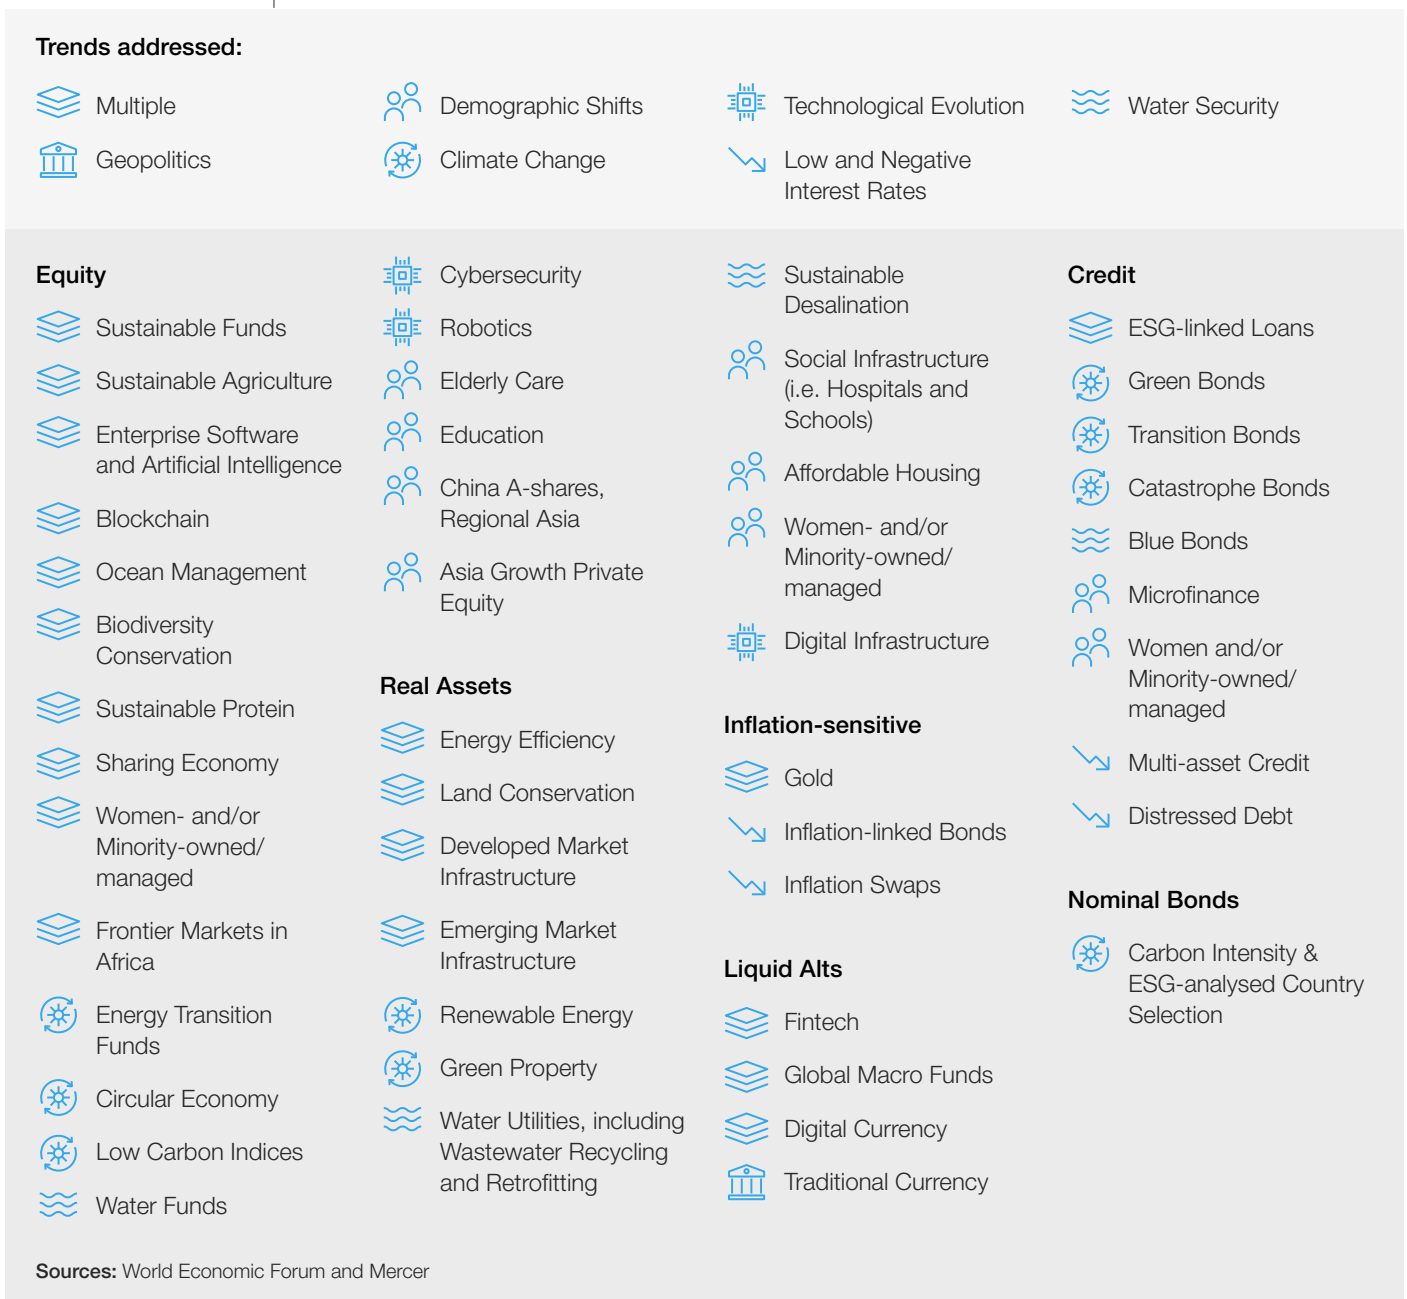 Trends addressed:
Multiple
Demographic Shifts
Technological Evolution
Water Security
Geopolitics
Climate Change
Low and Negative
Interest Rates
Equity
Sustainable Funds
Sustainable Agriculture
Enterprise Software
and Artificial Intelligence
Blockchain
Ocean Management
Biodiversity
Conservation
Sustainable Protein
Sharing Economy
Women- and/or
Minority-owned/
managed
Frontier Markets in
Africa
Energy Transition
Funds
Circular Economy
Low Carbon Indices
Water Funds
Cybersecurity
Robotics
Elderly Care
Education
China A-shares,
Regional Asia
Asia Growth Private
Equity
Real Assets
Energy Efficiency
Land Conservation
Developed Market
Infrastructure
Emerging Market
Infrastructure
Renewable Energy
Green Property
Water Utilities, including
Wastewater Recycling
and Retrofitting
Sustainable
Desalination
Social Infrastructure
(i.e. Hospitals and
Schools)
Affordable Housing
Women- and/or
Minority-owned/
managed
Digital Infrastructure
Inflation-sensitive
Gold
Inflation-linked Bonds
Inflation Swaps
Liquid Alts
Fintech
Global Macro Funds
Digital Currency
Traditional Currency
Credit
ESG-linked Loans
Green Bonds
Transition Bonds
Catastrophe Bonds
Blue Bonds
Microfinance
Women and/or
Minority-owned/
managed
Multi-asset Credit
Distressed Debt
Nominal Bonds
Carbon Intensity &
ESG-analysed Country
Selection
Sources: World Economic Forum and Mercer